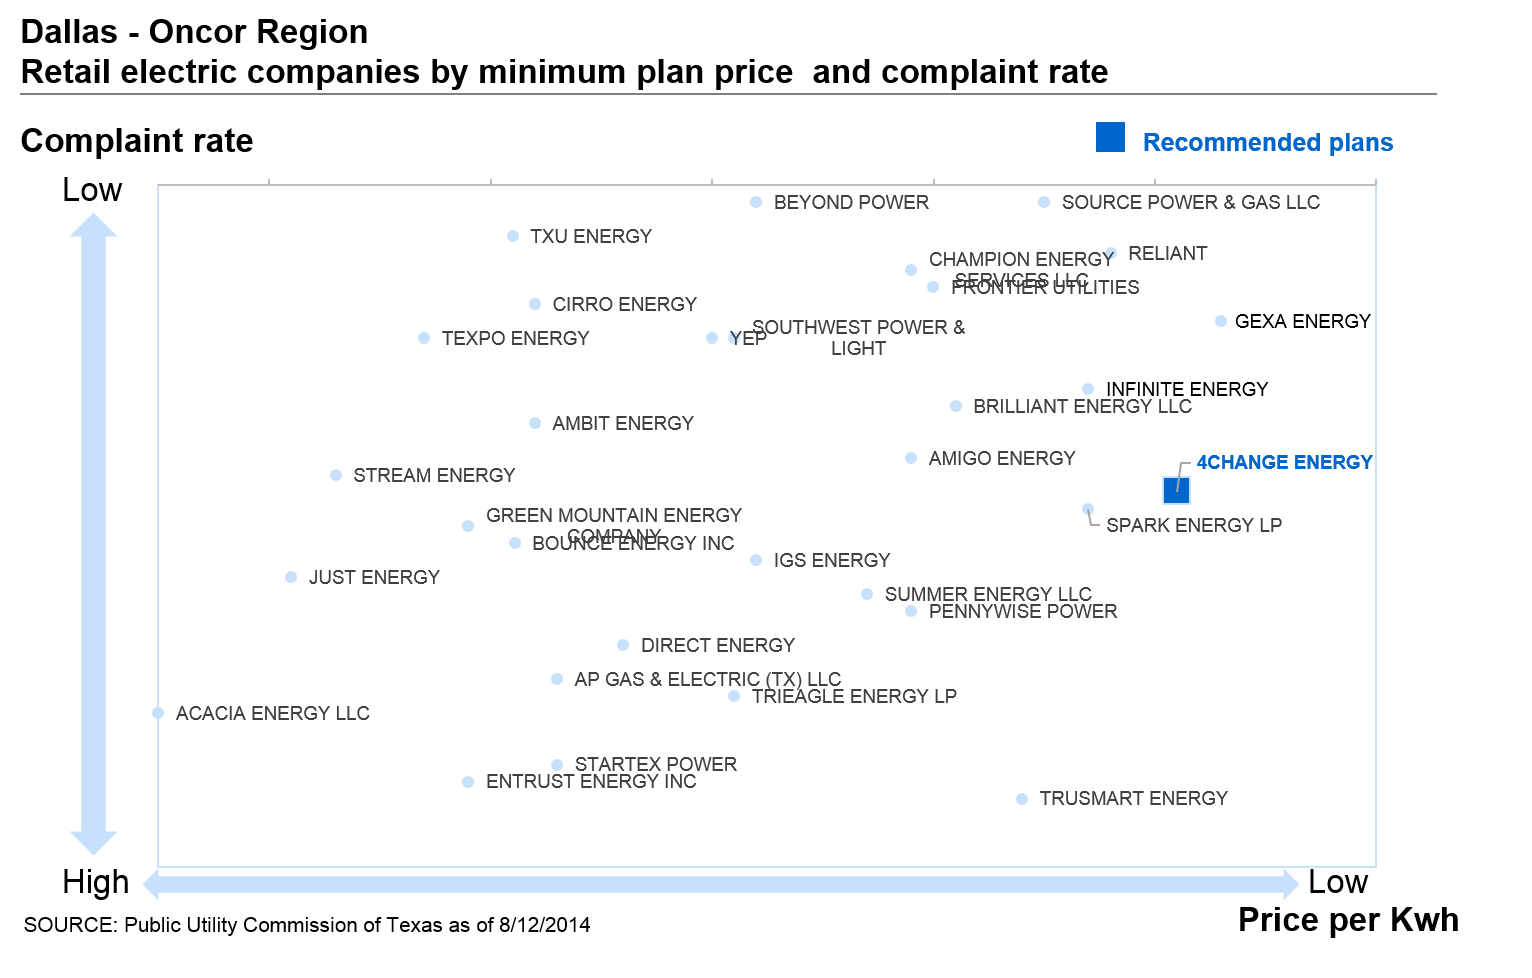 Dallas - Oncor Region
Retail electric companies by minimum plan price  and complaint rate
Complaint rate
Recommended plans
Low
BEYOND POWER
SOURCE POWER & GAS LLC
TXU ENERGY
RELIANT
CHAMPION ENERGY
SERVICES LLC
FRONTIER UTILITIES
CIRRO ENERGY
GEXA ENERGY
TEXPO ENERGY
YEP
SOUTHWEST POWER &
LIGHT
INFINITE ENERGY
BRILLIANT ENERGY LLC
AMBIT ENERGY
AMIGO ENERGY
4CHANGE ENERGY
STREAM ENERGY
GREEN MOUNTAIN ENERGY
COMPANY
SPARK ENERGY LP
BOUNCE ENERGY INC
IGS ENERGY
JUST ENERGY
SUMMER ENERGY LLC
PENNYWISE POWER
DIRECT ENERGY
AP GAS & ELECTRIC (TX) LLC
TRIEAGLE ENERGY LP
ACACIA ENERGY LLC
STARTEX POWER
ENTRUST ENERGY INC
TRUSMART ENERGY
High
Low
Price per Kwh
SOURCE: Public Utility Commission of Texas as of 8/12/2014